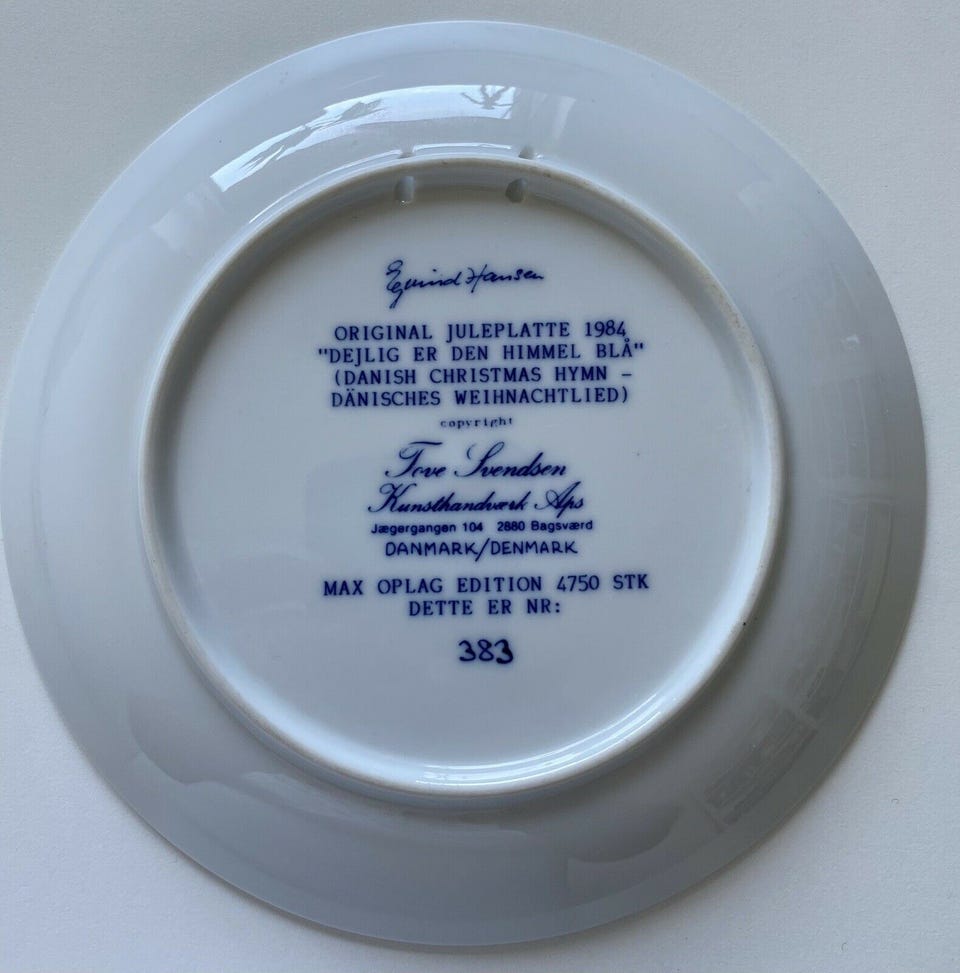 Eyvind Hansen
ORIGINAL JULEPLATTE 1984
"DEJLIG ER DEN HIMMEL BLÅ"
(DANISH CHRISTMAS HYMN –
DÄNISCHES WEIHNACHTLIED)
copyright
Tove Svendsen
Kunsthandværk Aps
Jægergangen 104 2880 Bagsværd
DANMARK/DENMARK
MAX OPLAG EDITION 4750 STK
DETTE ER NR:
383